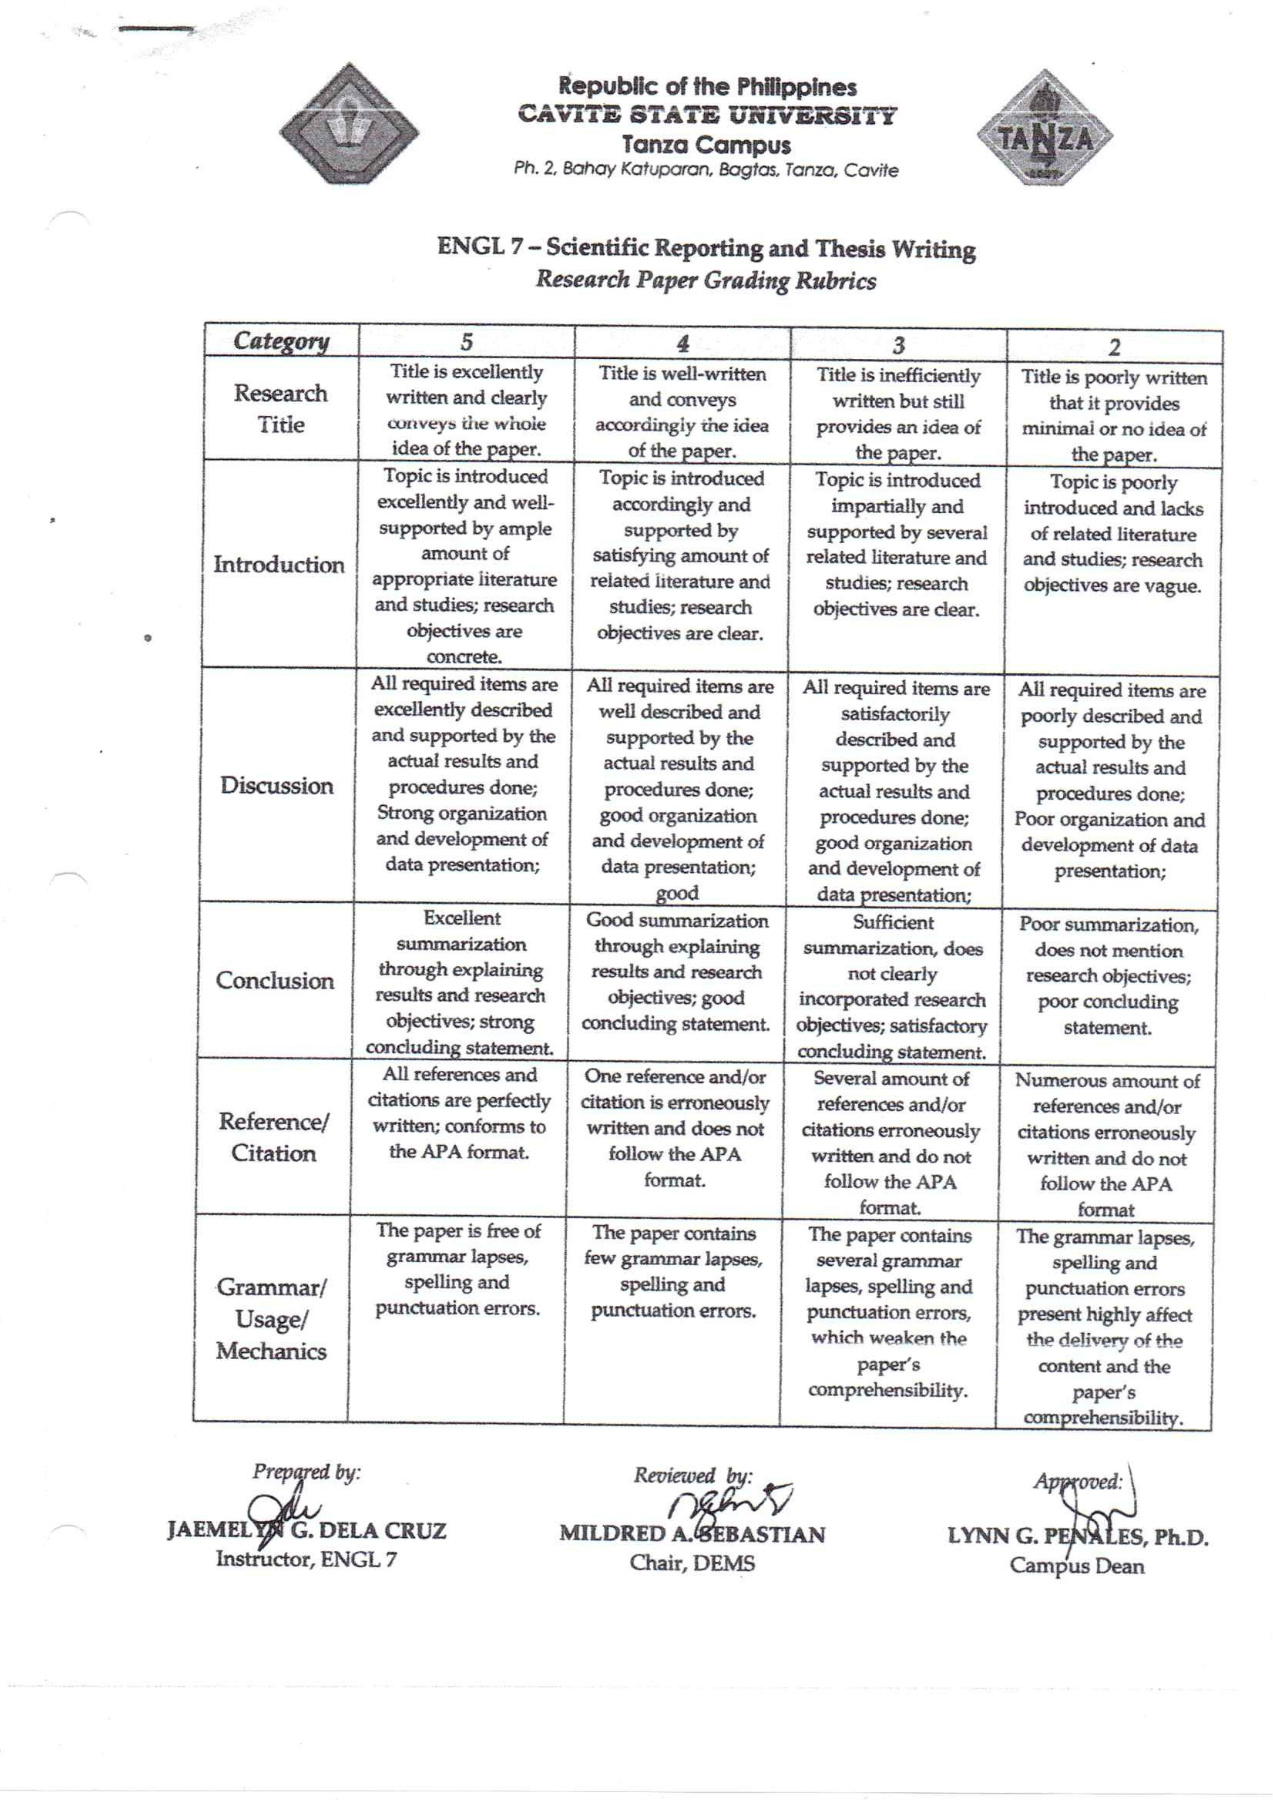 Republic of the Philippines
CAVITE STATE UNIVERSITY
Tanza Campus
Ph. 2, Bahay Katuparan, Bagtas, Tanza, Cavite
TANZA
ENGL 7 – Scientific Reporting and Thesis Writing
Research Paper Grading Rubrics
Category
5
4
3
2
Research
Title
Title is excellently
written and clearly
conveys the whole
idea of the paper.
Title is well-written
and conveys
accordingly the idea
of the paper.
Title is inefficiently
written but still
provides an idea of
the paper.
Title is poorly written
that it provides
minimal or no idea of
the paper.
Introduction
Topic is introduced
excellently and well-
supported by ample
amount of
appropriate literature
and studies; research
objectives are
concrete.
Topic is introduced
accordingly and
supported by
satisfying amount of
related literature and
studies; research
objectives are clear.
Topic is introduced
impartially and
supported by several
related literature and
studies; research
objectives are clear.
Topic is poorly
introduced and lacks
of related literature
and studies; research
objectives are vague.
Discussion
All required items are
excellently described
and supported by the
actual results and
procedures done;
Strong organization
and development of
data presentation;
All required items are
well described and
supported by the
actual results and
procedures done;
good organization
and development of
data presentation;
good
All required items are
satisfactorily
described and
supported by the
actual results and
procedures done;
good organization
and development of
data presentation;
All required items are
poorly described and
supported by the
actual results and
procedures done;
Poor organization and
development of data
presentation;
Conclusion
Excellent
summarization
through explaining
results and research
objectives; strong
concluding statement.
Good summarization
through explaining
results and research
objectives; good
concluding statement.
Sufficient
summarization, does
not clearly
incorporated research
objectives; satisfactory
concluding statement.
Poor summarization,
does not mention
research objectives;
poor concluding
statement.
Reference/
Citation
All references and
citations are perfectly
written; conforms to
the APA format.
One reference and/or
citation is erroneously
written and does not
follow the APA
format.
Several amount of
references and/or
citations erroneously
written and do not
follow the APA
format.
Numerous amount of
references and/or
citations erroneously
written and do not
follow the APA
format
Grammar/
Usage/
Mechanics
The paper is free of
grammar lapses,
spelling and
punctuation errors.
The paper contains
few grammar lapses,
spelling and
punctuation errors.
The paper contains
several grammar
lapses, spelling and
punctuation errors,
which weaken the
paper's
comprehensibility.
The grammar lapses,
spelling and
punctuation errors
present highly affect
the delivery of the
content and the
paper's
comprehensibility.
Prepared by:
JAEMELYN G. DELA CRUZ
Instructor, ENGL 7
Reviewed by:
MILDRED A. SEBASTIAN
Chair, DEMS
Approved:
LYNN G. PENALES, Ph.D.
Campus Dean